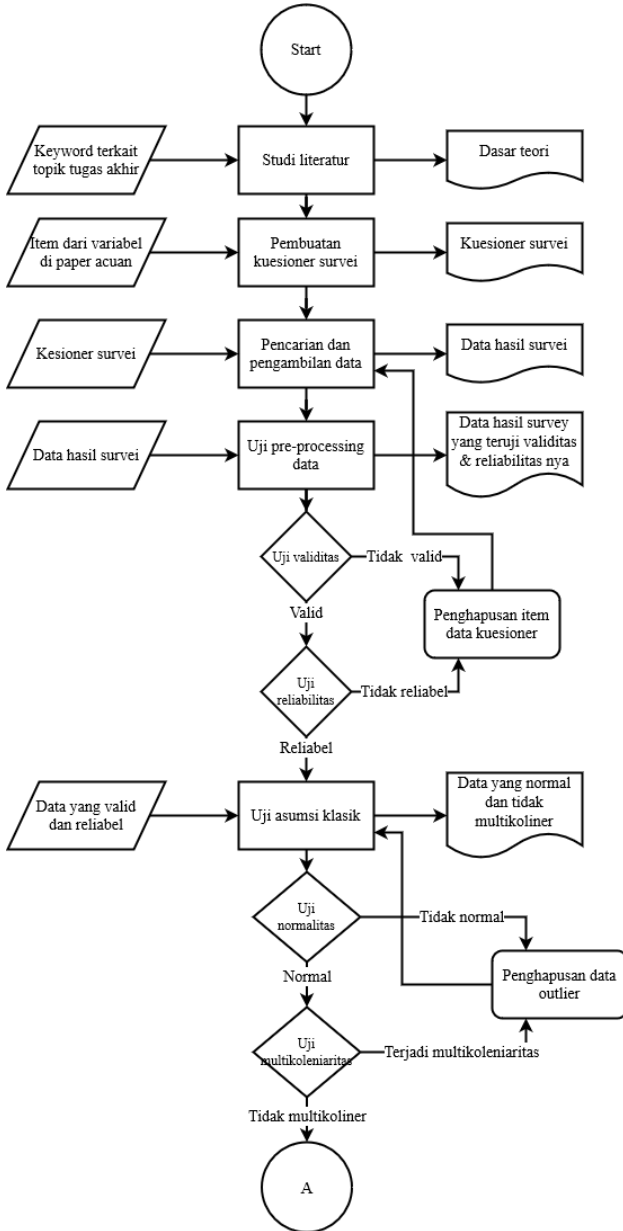 Start
Keyword terkait
topik tugas akhir
Studi literatur
Dasar teori
Item dari variabel
di paper acuan
Pembuatan
kuesioner survei
Kuesioner survei
Kesioner survei
Pencarian dan
pengambilan data
Data hasil survei
Data hasil survei
Uji pre-processing
data
Data hasil survey
yang teruji validitas
& reliabilitas nya
Uji validitas
Tidak valid
Valid
Penghapusan item
data kuesioner
Uji
reliabilitas
Tidak reliabel
Reliabel
Data yang valid
dan reliabel
Uji asumsi klasik
Data yang normal
dan tidak
multikoliner
Uji
normalitas
Tidak normal
Normal
Penghapusan data
outlier
Uji
multikoleniaritas
Terjadi multikoleniaritas
Tidak multikoliner
A